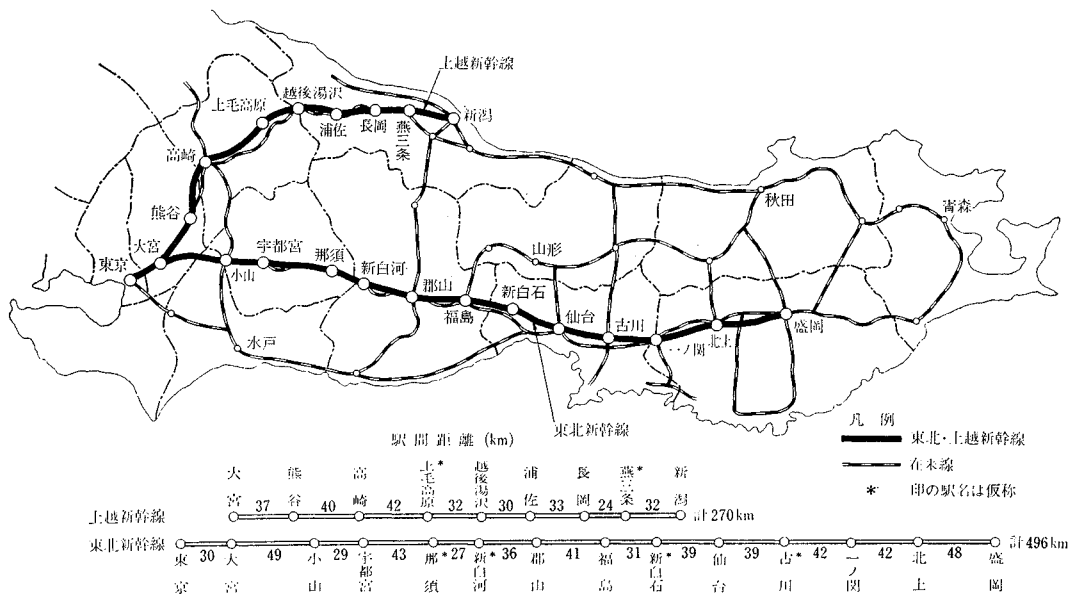 上越新幹線
越後湯沢
上毛高原
浦佐
長岡
燕三条
新潟
高崎
熊谷
大宮
東京
小山
宇都宮
那須
新白河
郡山
福島
新白石
山形
仙台
古川
一ノ関
北上
盛岡
秋田
青森
水戸
東北新幹線
凡例
東北・上越新幹線
在来線
* 印の駅名は仮称
駅間距離(km)
大宮 熊谷 高崎 上毛高原* 越後湯沢 浦佐 長岡 燕三条* 新潟
37 40 42 32 30 33 24 32
上越新幹線 計270km
東北新幹線 計496km
30 49 29 43 27 36 41 31 39 39 42 42 48
東京 大宮 小山 宇都宮 那須* 新白河* 郡山 福島 新白石* 仙台 古川* 一ノ関 北上 盛岡